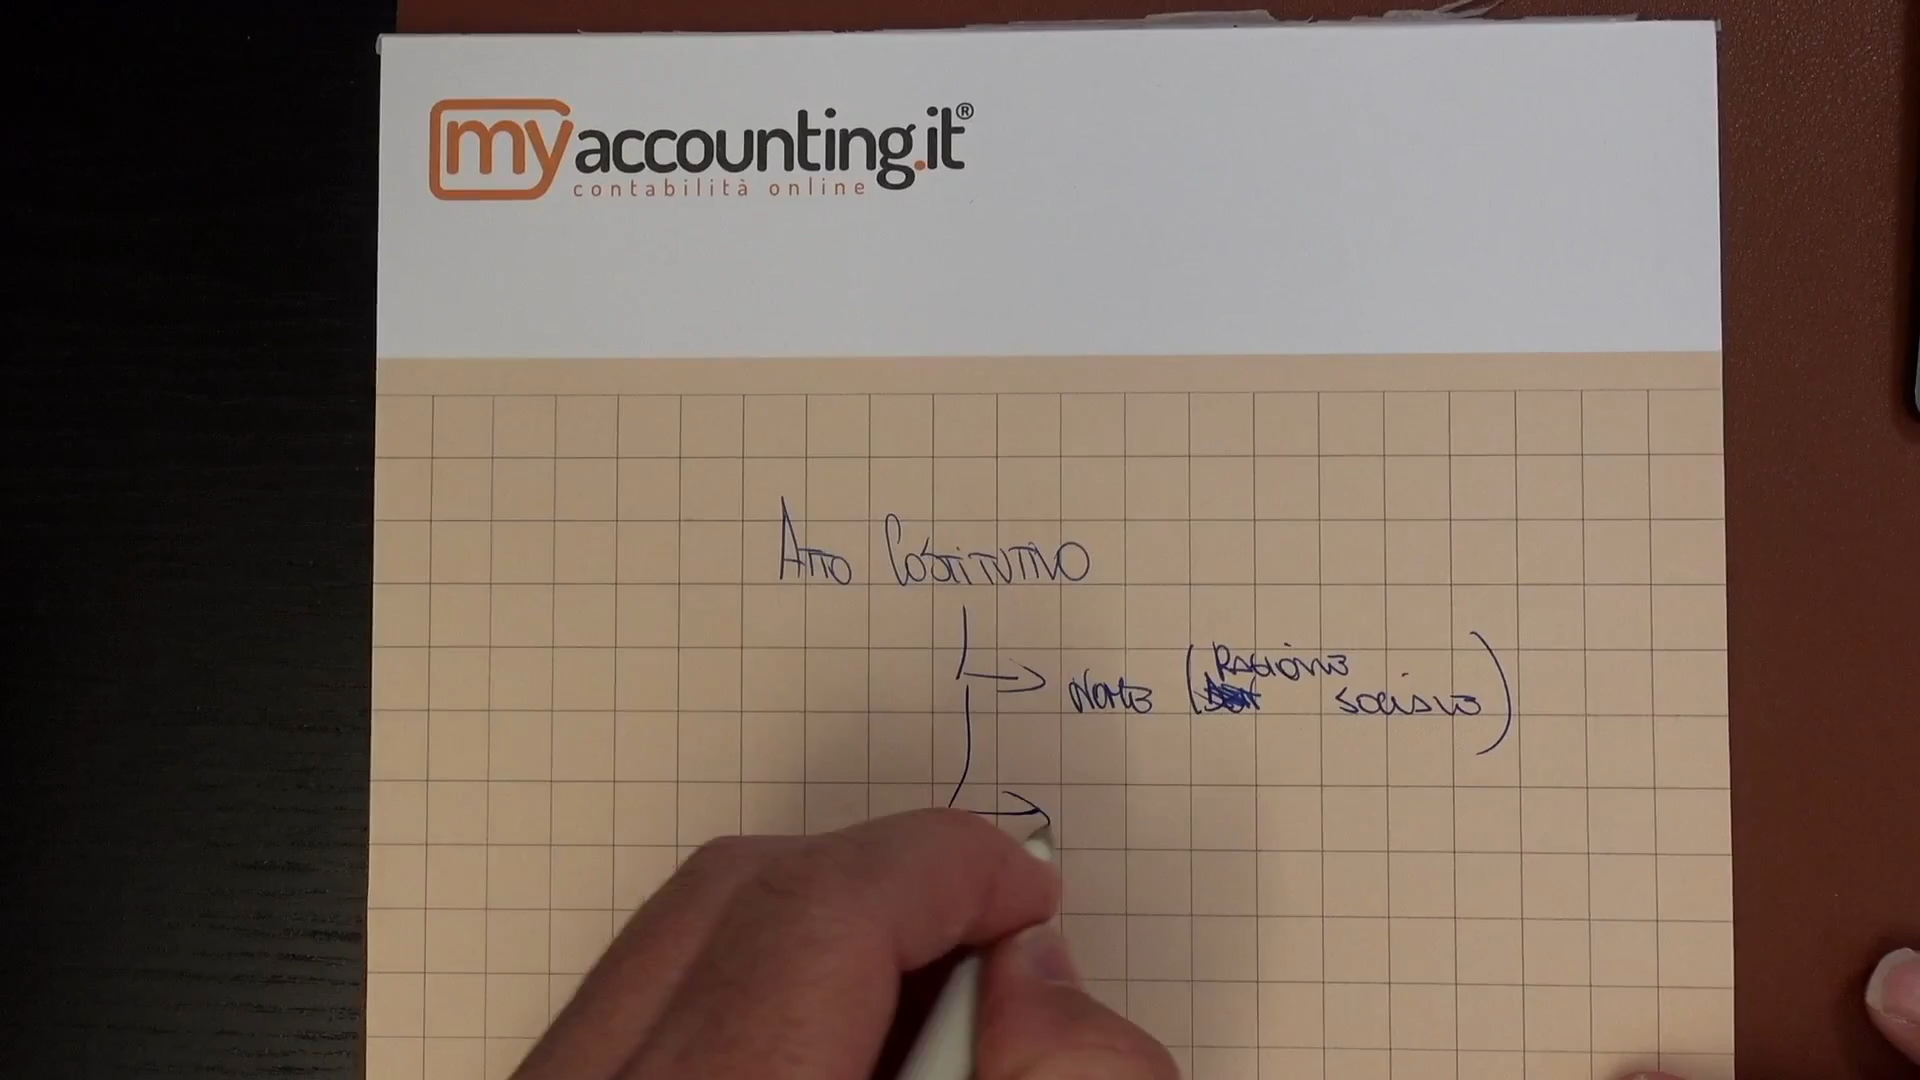 myaccounting.it®
contabilità online
ATTO COSTITUTIVO
NOME (RAGIONE
SOCIALE)